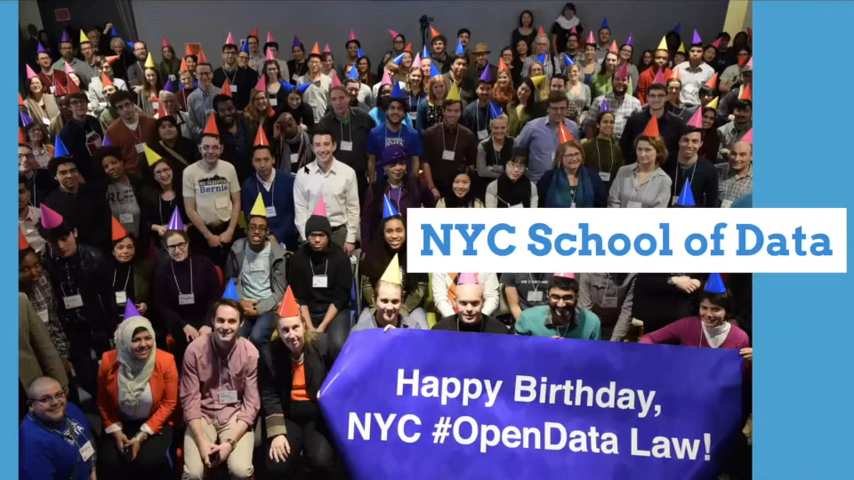 Bernie
NYC School of Data
Happy Birthday,
NYC #OpenData Law!